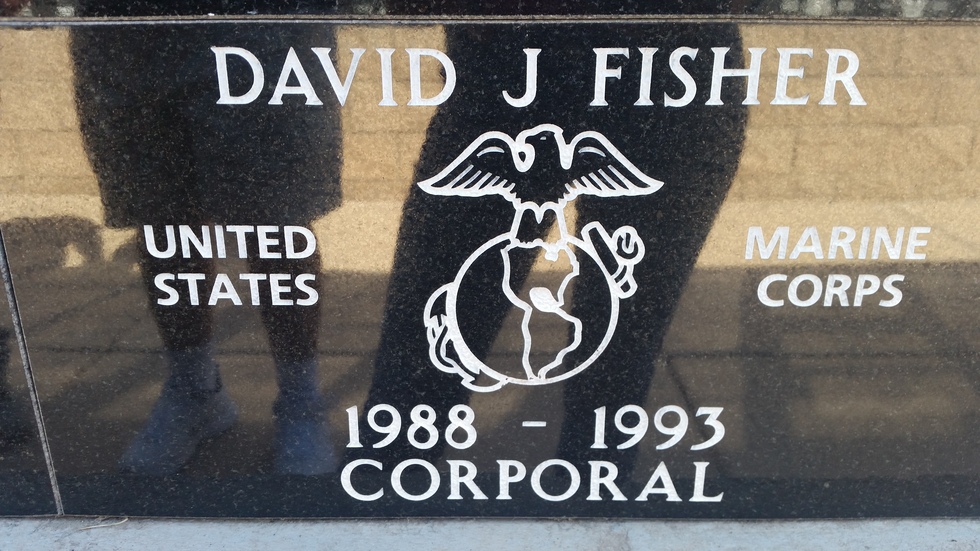 DAVID J FISHER
UNITED
STATES
MARINE
CORPS
1988 - 1993
CORPORAL